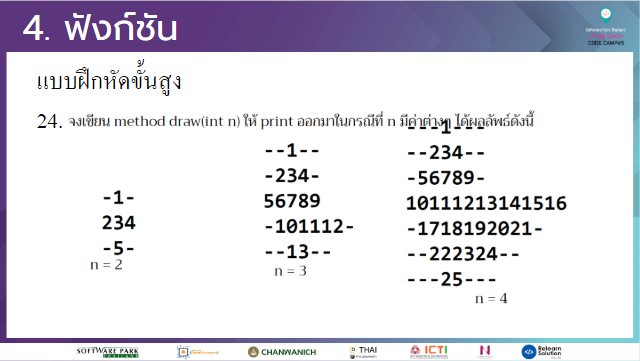 4. ฟังก์ชัน
Software Park Thailand
CODE CAMP#5
แบบฝึกหัดขั้นสูง
24. จงเขียน method draw(int n) ให้ print ออกมาในกรณีที่ n มีค่าต่างๆ ได้ผลลัพธ์ดังนี้
-1-
234
-5-
n = 2
--1--
-234-
56789
-101112-
--13--
n = 3
---1---
--234--
-56789-
10111213141516
-1718192021-
--222324--
---25---
n = 4
SOFTWARE PARK
THAILAND
CHANWANICH
THAI
ICTI
N
Relearn
Solution